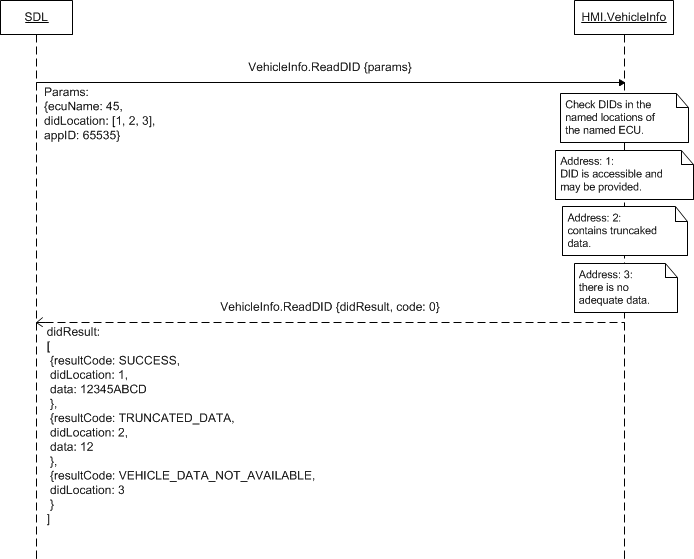 SDL
HMI.VehicleInfo
VehicleInfo.ReadDID {params}
Params:
{ecuName: 45,
didLocation: [1, 2, 3],
appID: 65535}
Check DIDs in the
named locations of
the named ECU.
Address: 1:
DID is accessible and
may be provided.
Address: 2:
contains truncaked
data.
Address: 3:
there is no
adequate data.
VehicleInfo.ReadDID {didResult, code: 0}
didResult:
[
{resultCode: SUCCESS,
didLocation: 1,
data: 12345ABCD
},
{resultCode: TRUNCATED_DATA,
didLocation: 2,
data: 12
},
{resultCode: VEHICLE_DATA_NOT_AVAILABLE,
didLocation: 3
}
]